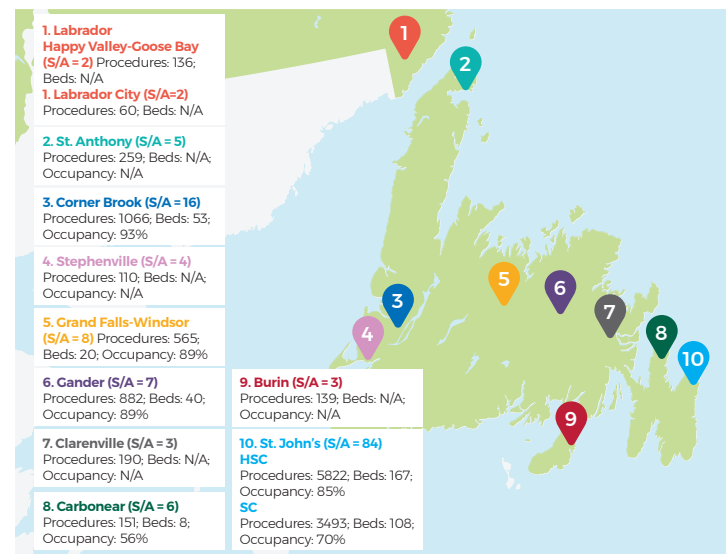 1. Labrador
Happy Valley-Goose Bay
(S/A = 2) Procedures: 136;
Beds: N/A
1. Labrador City (S/A=2)
Procedures: 60; Beds: N/A
2. St. Anthony (S/A = 5)
Procedures: 259; Beds: N/A;
Occupancy: N/A
3. Corner Brook (S/A = 16)
Procedures: 1066; Beds: 53;
Occupancy: 93%
4. Stephenville (S/A = 4)
Procedures: 110; Beds: N/A;
Occupancy: N/A
5. Grand Falls-Windsor
(S/A = 8) Procedures: 565;
Beds: 20; Occupancy: 89%
6. Gander (S/A = 7)
Procedures: 882; Beds: 40;
Occupancy: 89%
7. Clarenville (S/A = 3)
Procedures: 190; Beds: N/A;
Occupancy: N/A
8. Carbonear (S/A = 6)
Procedures: 151; Beds: 8;
Occupancy: 56%
9. Burin (S/A = 3)
Procedures: 139; Beds: N/A;
Occupancy: N/A
10. St. John's (S/A = 84)
HSC
Procedures: 5822; Beds: 167;
Occupancy: 85%
SC
Procedures: 3493; Beds: 108;
Occupancy: 70%
1
2
3
4
5
6
7
8
9
10